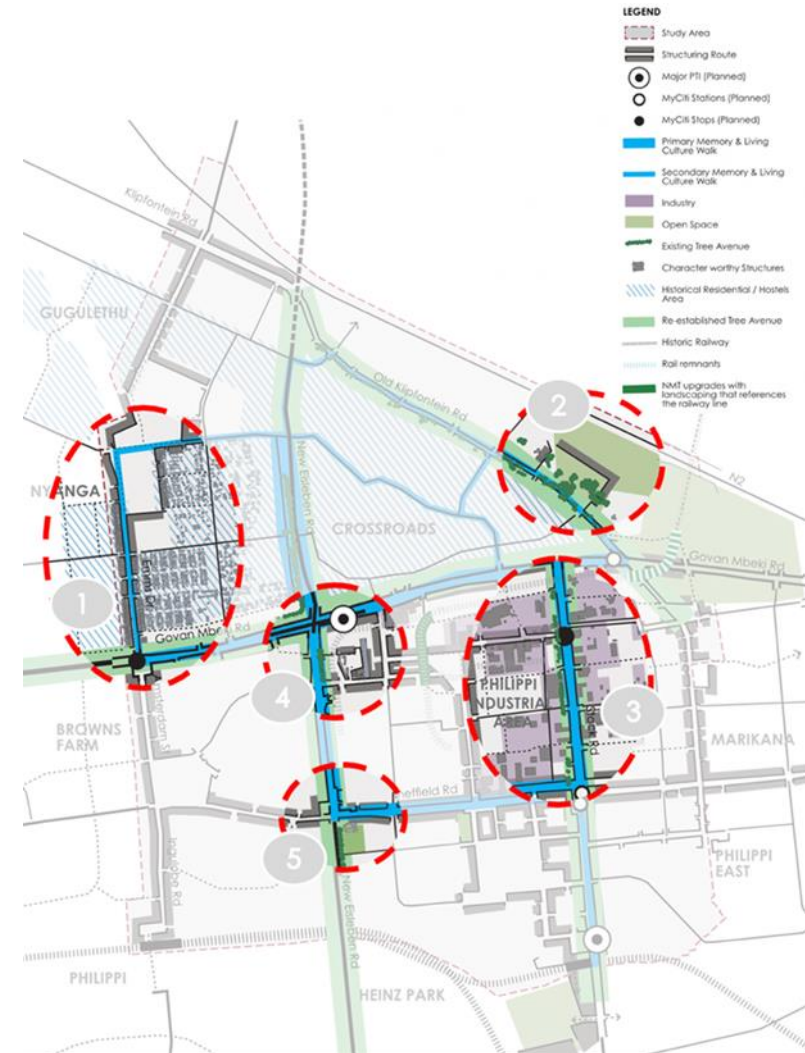 LEGEND
Study Area
Structuring Route
Major PTI (Planned)
MyCiti Stations (Planned)
MyCiti Stops (Planned)
Primary Memory & Living
Culture Walk
Secondary Memory & Living
Culture Walk
Industry
Open Space
Existing Tree Avenue
Character worthy Structures
Historical Residential / Hostels
Area
Re-established Tree Avenue
Historic Railway
Rail remnants
NMT upgrades with
landscaping that references
the railway line
Klipfontein Rd
GUGULETHU
Old Klipfontein Rd
2
N2
NYANGA
New Eisleben Rd
CROSSROADS
Govan Mbeki Rd
1
Govan Mbeki Rd
4
PHILIPPI
INDUSTRIAL
AREA
3
BROWNS
FARM
MARIKANA
5
PHILIPPI
EAST
New Eisleben Rd
PHILIPPI
HEINZ PARK